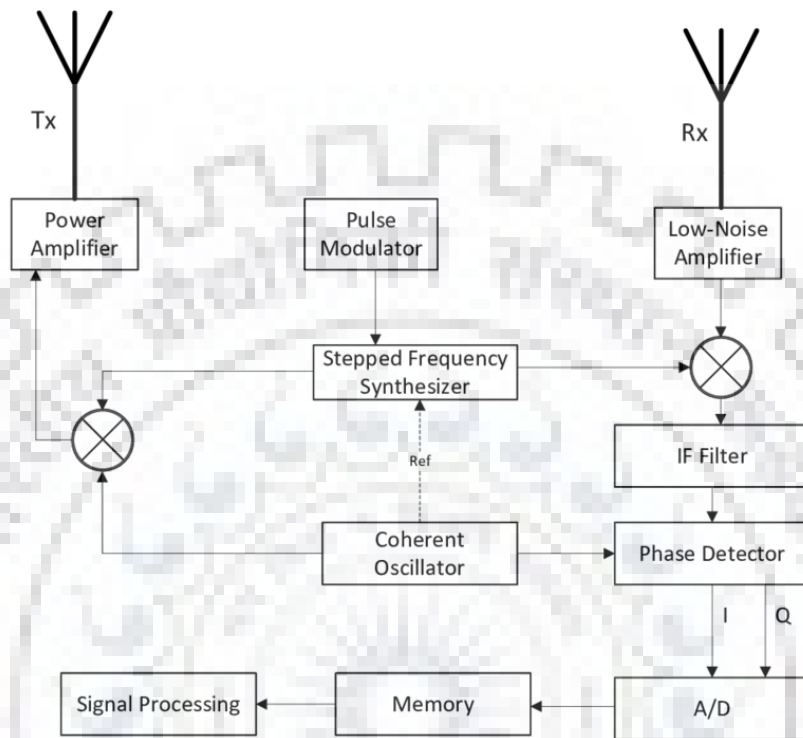 Tx
Rx
Power
Amplifier
Pulse
Modulator
Low-Noise
Amplifier
Stepped Frequency
Synthesizer
Ref
IF Filter
Coherent
Oscillator
Phase Detector
I
Q
Signal Processing
Memory
A/D